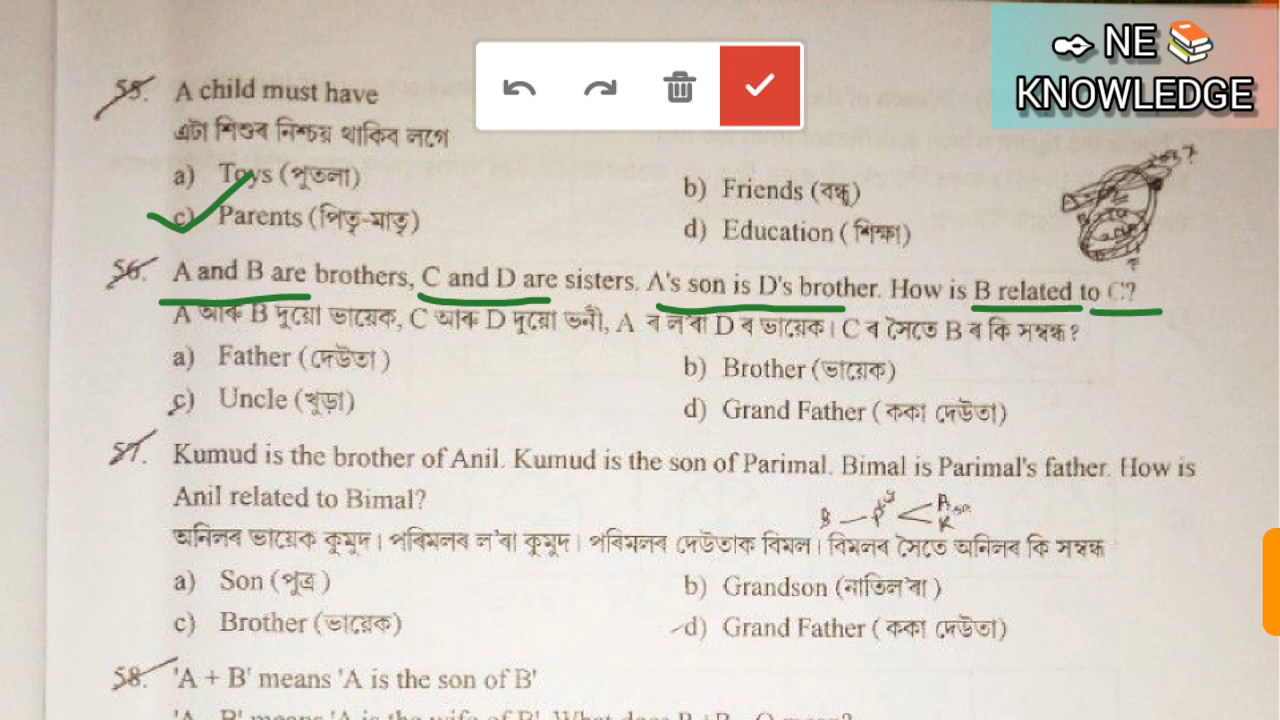 NE
KNOWLEDGE
55. A child must have
এটা শিশুৰ নিশ্চয় থাকিব লগে
a) Toys (পূতলা)
b) Friends (বন্ধু)
c) Parents (পিতৃ-মাতৃ)
d) Education ( শিক্ষা)
56. A and B are brothers, C and D are sisters. A's son is D's brother. How is B related to C?
A আৰু B দুয়ো ভায়েক, C আৰু D দুয়ো ভনী, A ৰ ল'ৰা D ৰ ভায়েক। C ৰ সৈতে B ৰ কি সম্বন্ধ?
a) Father (দেউতা )
b) Brother (ভায়েক)
c) Uncle (খুড়া)
d) Grand Father ( ককা দেউতা)
57. Kumud is the brother of Anil. Kumud is the son of Parimal. Bimal is Parimal's father. How is
Anil related to Bimal?
অনিলৰ ভায়েক কুমুদ। পৰিমলৰ ল'ৰা কুমুদ। পৰিমলৰ দেউতাক বিমল। বিমলৰ সৈতে অনিলৰ কি সম্বন্ধ
a) Son (পূত্ৰ )
b) Grandson (নাতিল'ৰা )
c) Brother (ভায়েক)
d) Grand Father ( ককা দেউতা)
58. 'A + B' means 'A is the son of B'